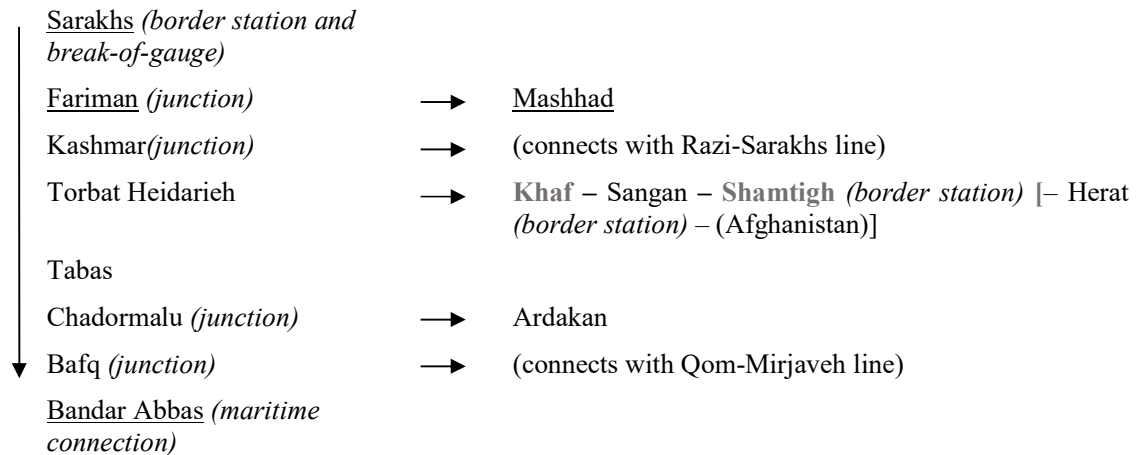 Sarakhs (border station and
break-of-gauge)
Fariman (junction) → Mashhad
Kashmar(junction) → (connects with Razi-Sarakhs line)
Torbat Heidarieh → Khaf – Sangan – Shamtigh (border station) [– Herat
(border station) – (Afghanistan)]
Tabas
Chadormalu (junction) → Ardakan
Bafq (junction) → (connects with Qom-Mirjaveh line)
Bandar Abbas (maritime
connection)